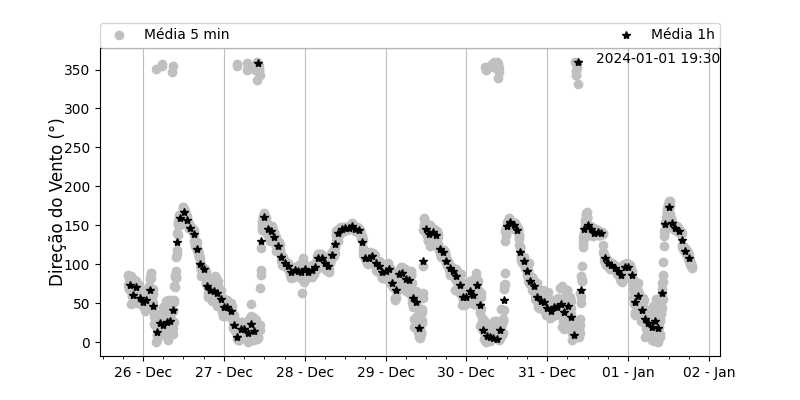 Média 5 min
Média 1h
2024-01-01 19:30
Direção do Vento (°)
350
300
250
200
150
100
50
0
26 - Dec
27 - Dec
28 - Dec
29 - Dec
30 - Dec
31 - Dec
01 - Jan
02 - Jan